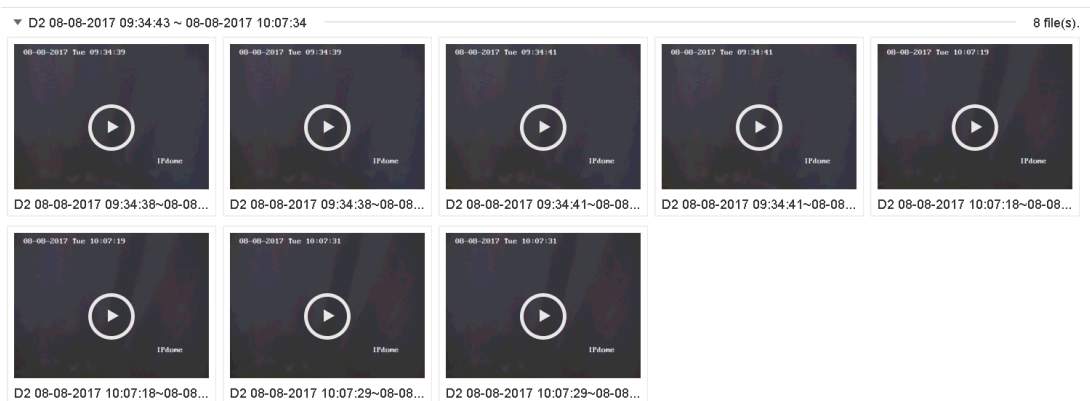 D2 08-08-2017 09:34:43 ~ 08-08-2017 10:07:34
8 file(s).
08-08-2017 Tue 09:34:39
IPdome
D2 08-08-2017 09:34:38~08-08...
08-08-2017 Tue 09:34:39
IPdome
D2 08-08-2017 09:34:38~08-08...
08-08-2017 Tue 09:34:41
IPdome
D2 08-08-2017 09:34:41~08-08...
08-08-2017 Tue 09:34:41
IPdome
D2 08-08-2017 09:34:41~08-08...
08-08-2017 Tue 10:07:19
IPdome
D2 08-08-2017 10:07:18~08-08...
08-08-2017 Tue 10:07:19
IPdome
D2 08-08-2017 10:07:18~08-08...
08-08-2017 Tue 10:07:31
IPdome
D2 08-08-2017 10:07:29~08-08...
08-08-2017 Tue 10:07:31
IPdome
D2 08-08-2017 10:07:29~08-08...